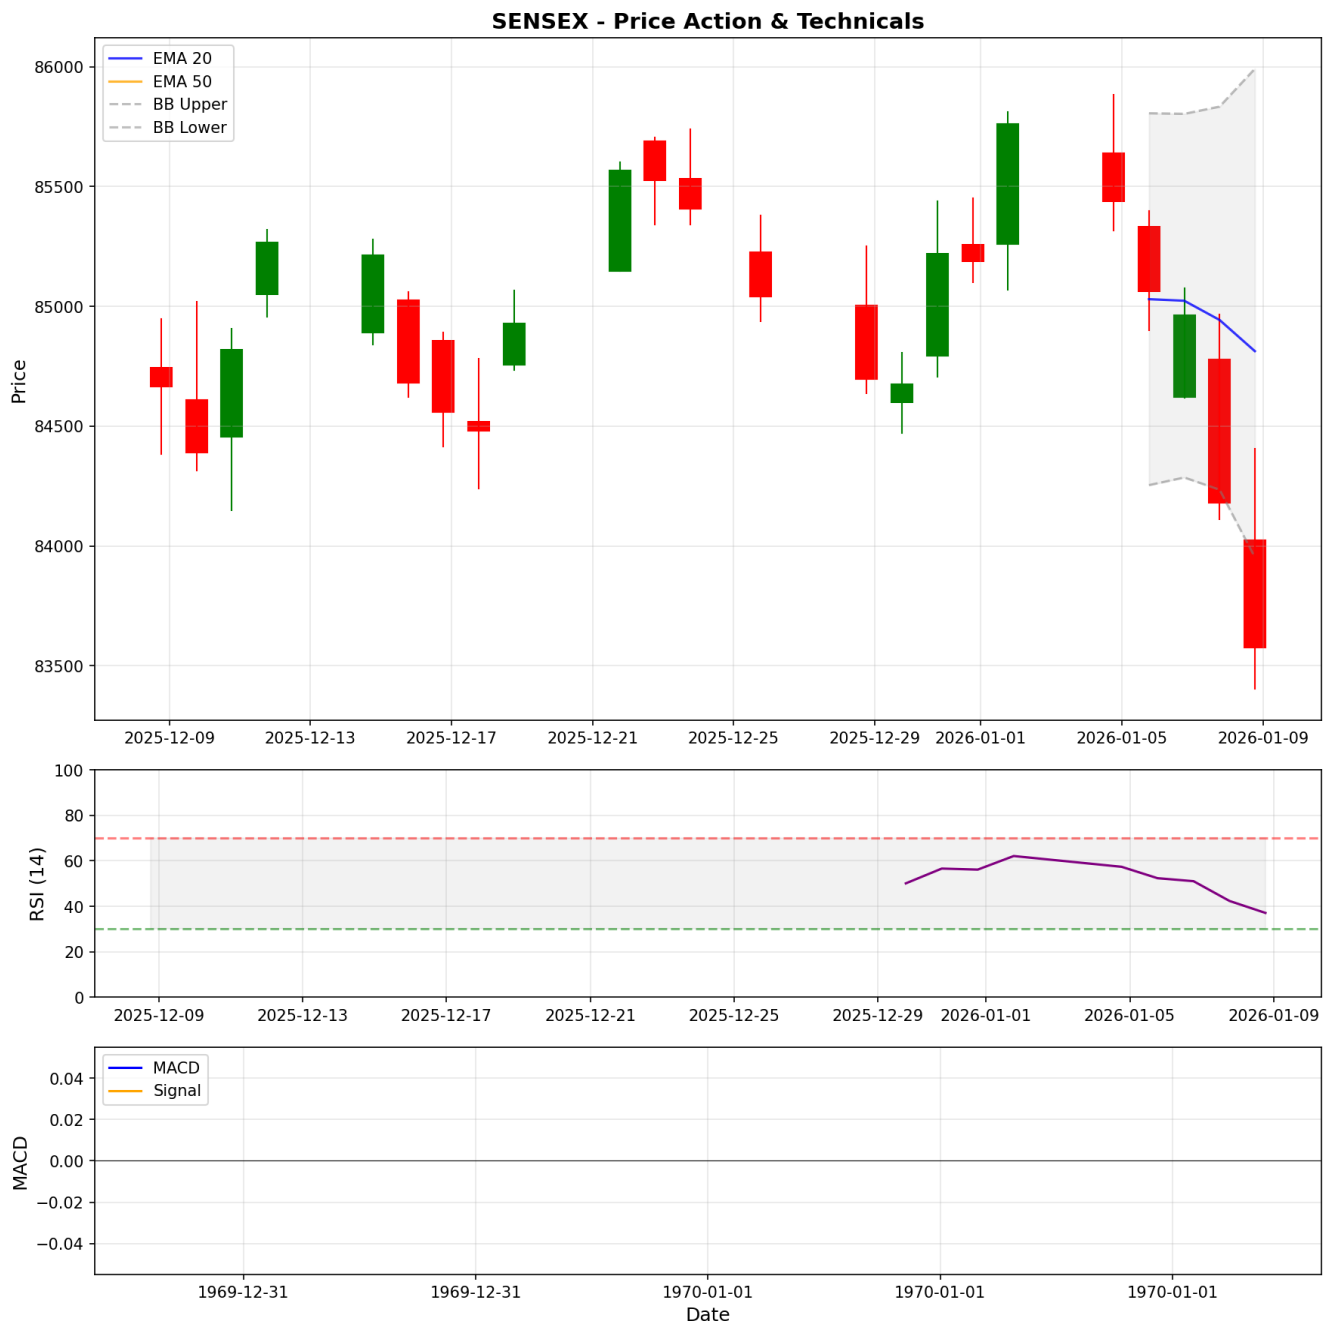 SENSEX - Price Action & Technicals
EMA 20
EMA 50
BB Upper
BB Lower
86000
85500
85000
84500
84000
83500
Price
2025-12-09 2025-12-13 2025-12-17 2025-12-21 2025-12-25 2025-12-29 2026-01-01 2026-01-05 2026-01-09
100
80
60
40
20
0
RSI (14)
2025-12-09 2025-12-13 2025-12-17 2025-12-21 2025-12-25 2025-12-29 2026-01-01 2026-01-05 2026-01-09
MACD
Signal
0.04
0.02
0.00
−0.02
−0.04
MACD
1969-12-31 1969-12-31 1970-01-01 1970-01-01 1970-01-01
Date